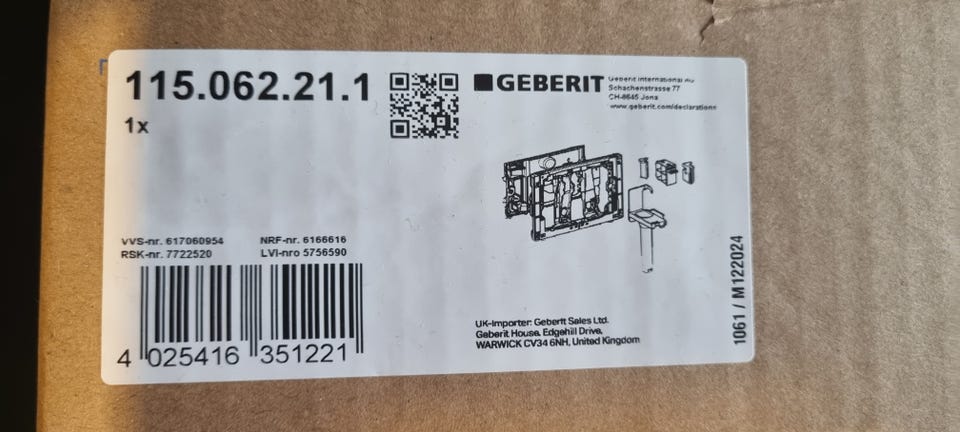 115.062.21.1
1x
GEBERIT
Geberit International AG
Schachenstrasse 77
CH-8645 Jona
www.geberit.com/declarations
VVS-nr. 617060954 NRF-nr. 6166616
RSK-nr. 7722520 LVI-nro 5756590
4 025416 351221
UK-Importer: Geberit Sales Ltd.
Geberit House, Edgehill Drive,
WARWICK CV34 6NH, United Kingdom
1061 / M122024